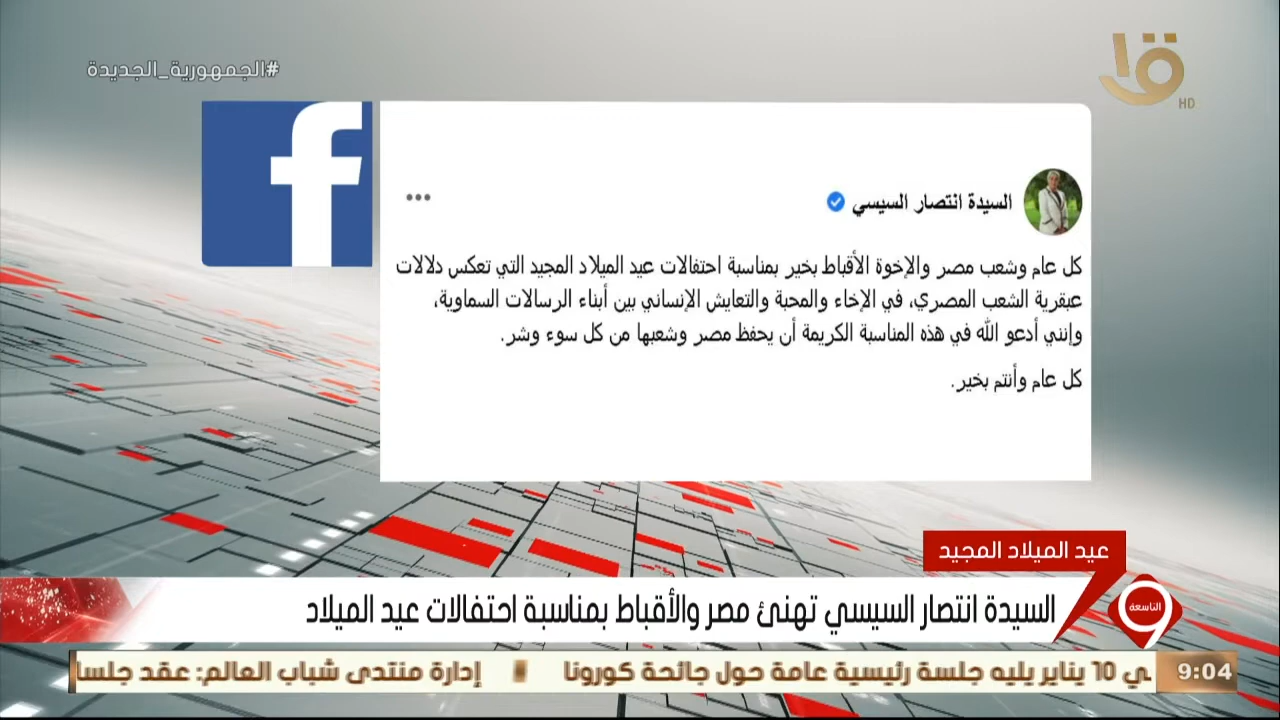 #الجمهورية_الجديدة
HD
السيدة انتصار السيسي
كل عام وشعب مصر والإخوة الأقباط بخير بمناسبة احتفالات عيد الميلاد المجيد التي تعكس دلالات
عبقرية الشعب المصري، في الإخاء والمحبة والتعايش الإنساني بين أبناء الرسالات السماوية،
وإنني أدعو الله في هذه المناسبة الكريمة أن يحفظ مصر وشعبها من كل سوء وشر.
كل عام وأنتم بخير.
عيد الميلاد المجيد
السيدة انتصار السيسي تهنئ مصر والأقباط بمناسبة احتفالات عيد الميلاد
التاسعة
9:04
10 يناير يليه جلسة رئيسية عامة حول جائحة كورونا
إدارة منتدى شباب العالم: عقد